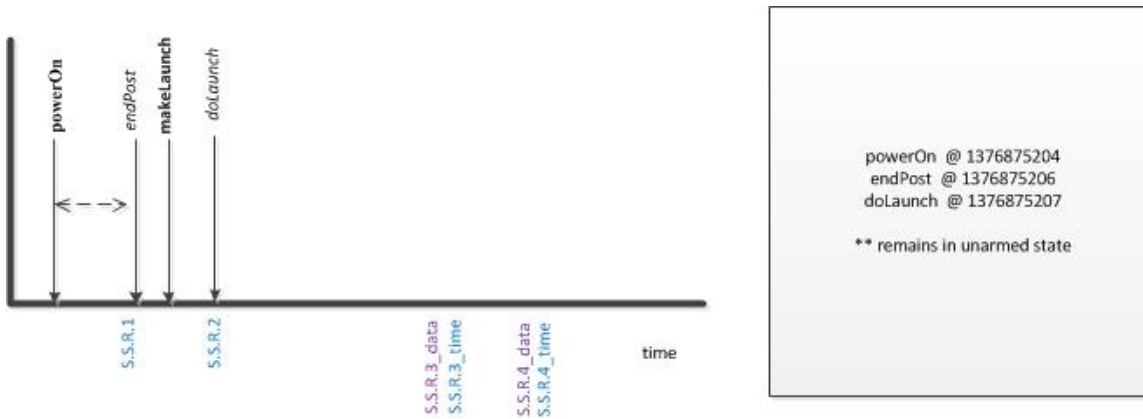 powerOn
endPost
makeLaunch
doLaunch
S.S.R.1
S.S.R.2
S.S.R.3_data
S.S.R.3_time
S.S.R.4_data
S.S.R.4_time
time
powerOn @ 1376875204
endPost @ 1376875206
doLaunch @ 1376875207
** remains in unarmed state